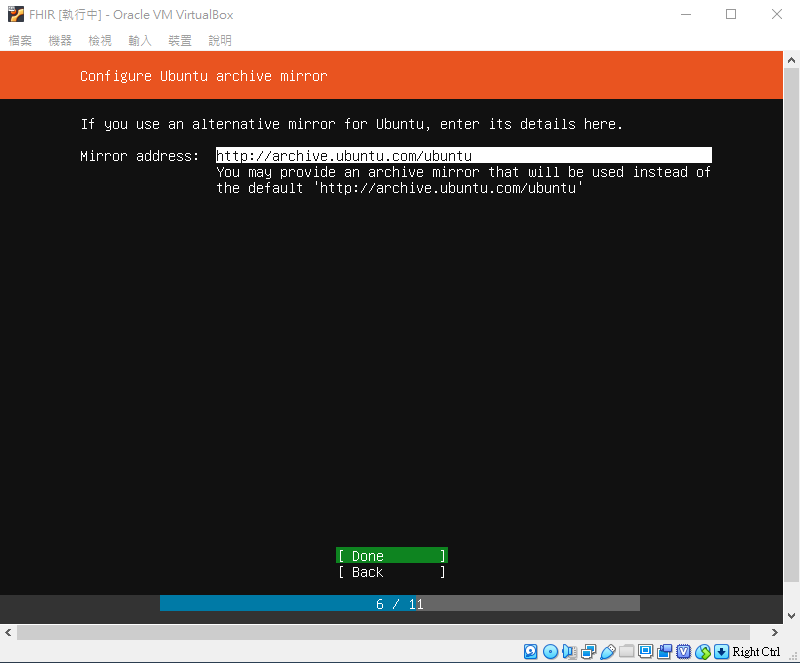 FHIR [執行中] - Oracle VM VirtualBox
檔案 機器 檢視 輸入 裝置 說明
Configure Ubuntu archive mirror
If you use an alternative mirror for Ubuntu, enter its details here.
Mirror address: http://archive.ubuntu.com/ubuntu
You may provide an archive mirror that will be used instead of
the default 'http://archive.ubuntu.com/ubuntu'
[ Done ]
[ Back ]
6 / 11
Right Ctrl